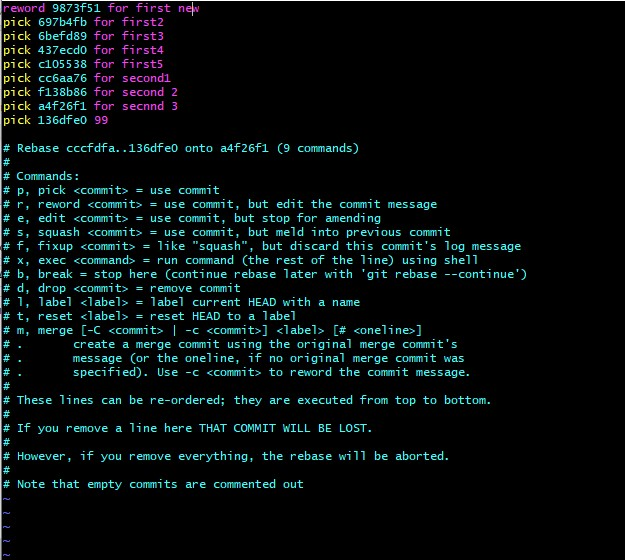 reword 9873f51 for first new
pick 697b4fb for first2
pick 6befd89 for first3
pick 437ecd0 for first4
pick c105538 for first5
pick cc6aa76 for second1
pick f138b86 for second 2
pick a4f26f1 for secnnd 3
pick 136dfe0 99

# Rebase cccfdfa..136dfe0 onto a4f26f1 (9 commands)
#
# Commands:
# p, pick <commit> = use commit
# r, reword <commit> = use commit, but edit the commit message
# e, edit <commit> = use commit, but stop for amending
# s, squash <commit> = use commit, but meld into previous commit
# f, fixup <commit> = like "squash", but discard this commit's log message
# x, exec <command> = run command (the rest of the line) using shell
# b, break = stop here (continue rebase later with 'git rebase --continue')
# d, drop <commit> = remove commit
# l, label <label> = label current HEAD with a name
# t, reset <label> = reset HEAD to a label
# m, merge [-C <commit> | -c <commit>] <label> [# <oneline>]
# .       create a merge commit using the original merge commit's
# .       message (or the oneline, if no original merge commit was
# .       specified). Use -c <commit> to reword the commit message.
#
# These lines can be re-ordered; they are executed from top to bottom.
#
# If you remove a line here THAT COMMIT WILL BE LOST.
#
# However, if you remove everything, the rebase will be aborted.
#
# Note that empty commits are commented out
~
~
~
~
~